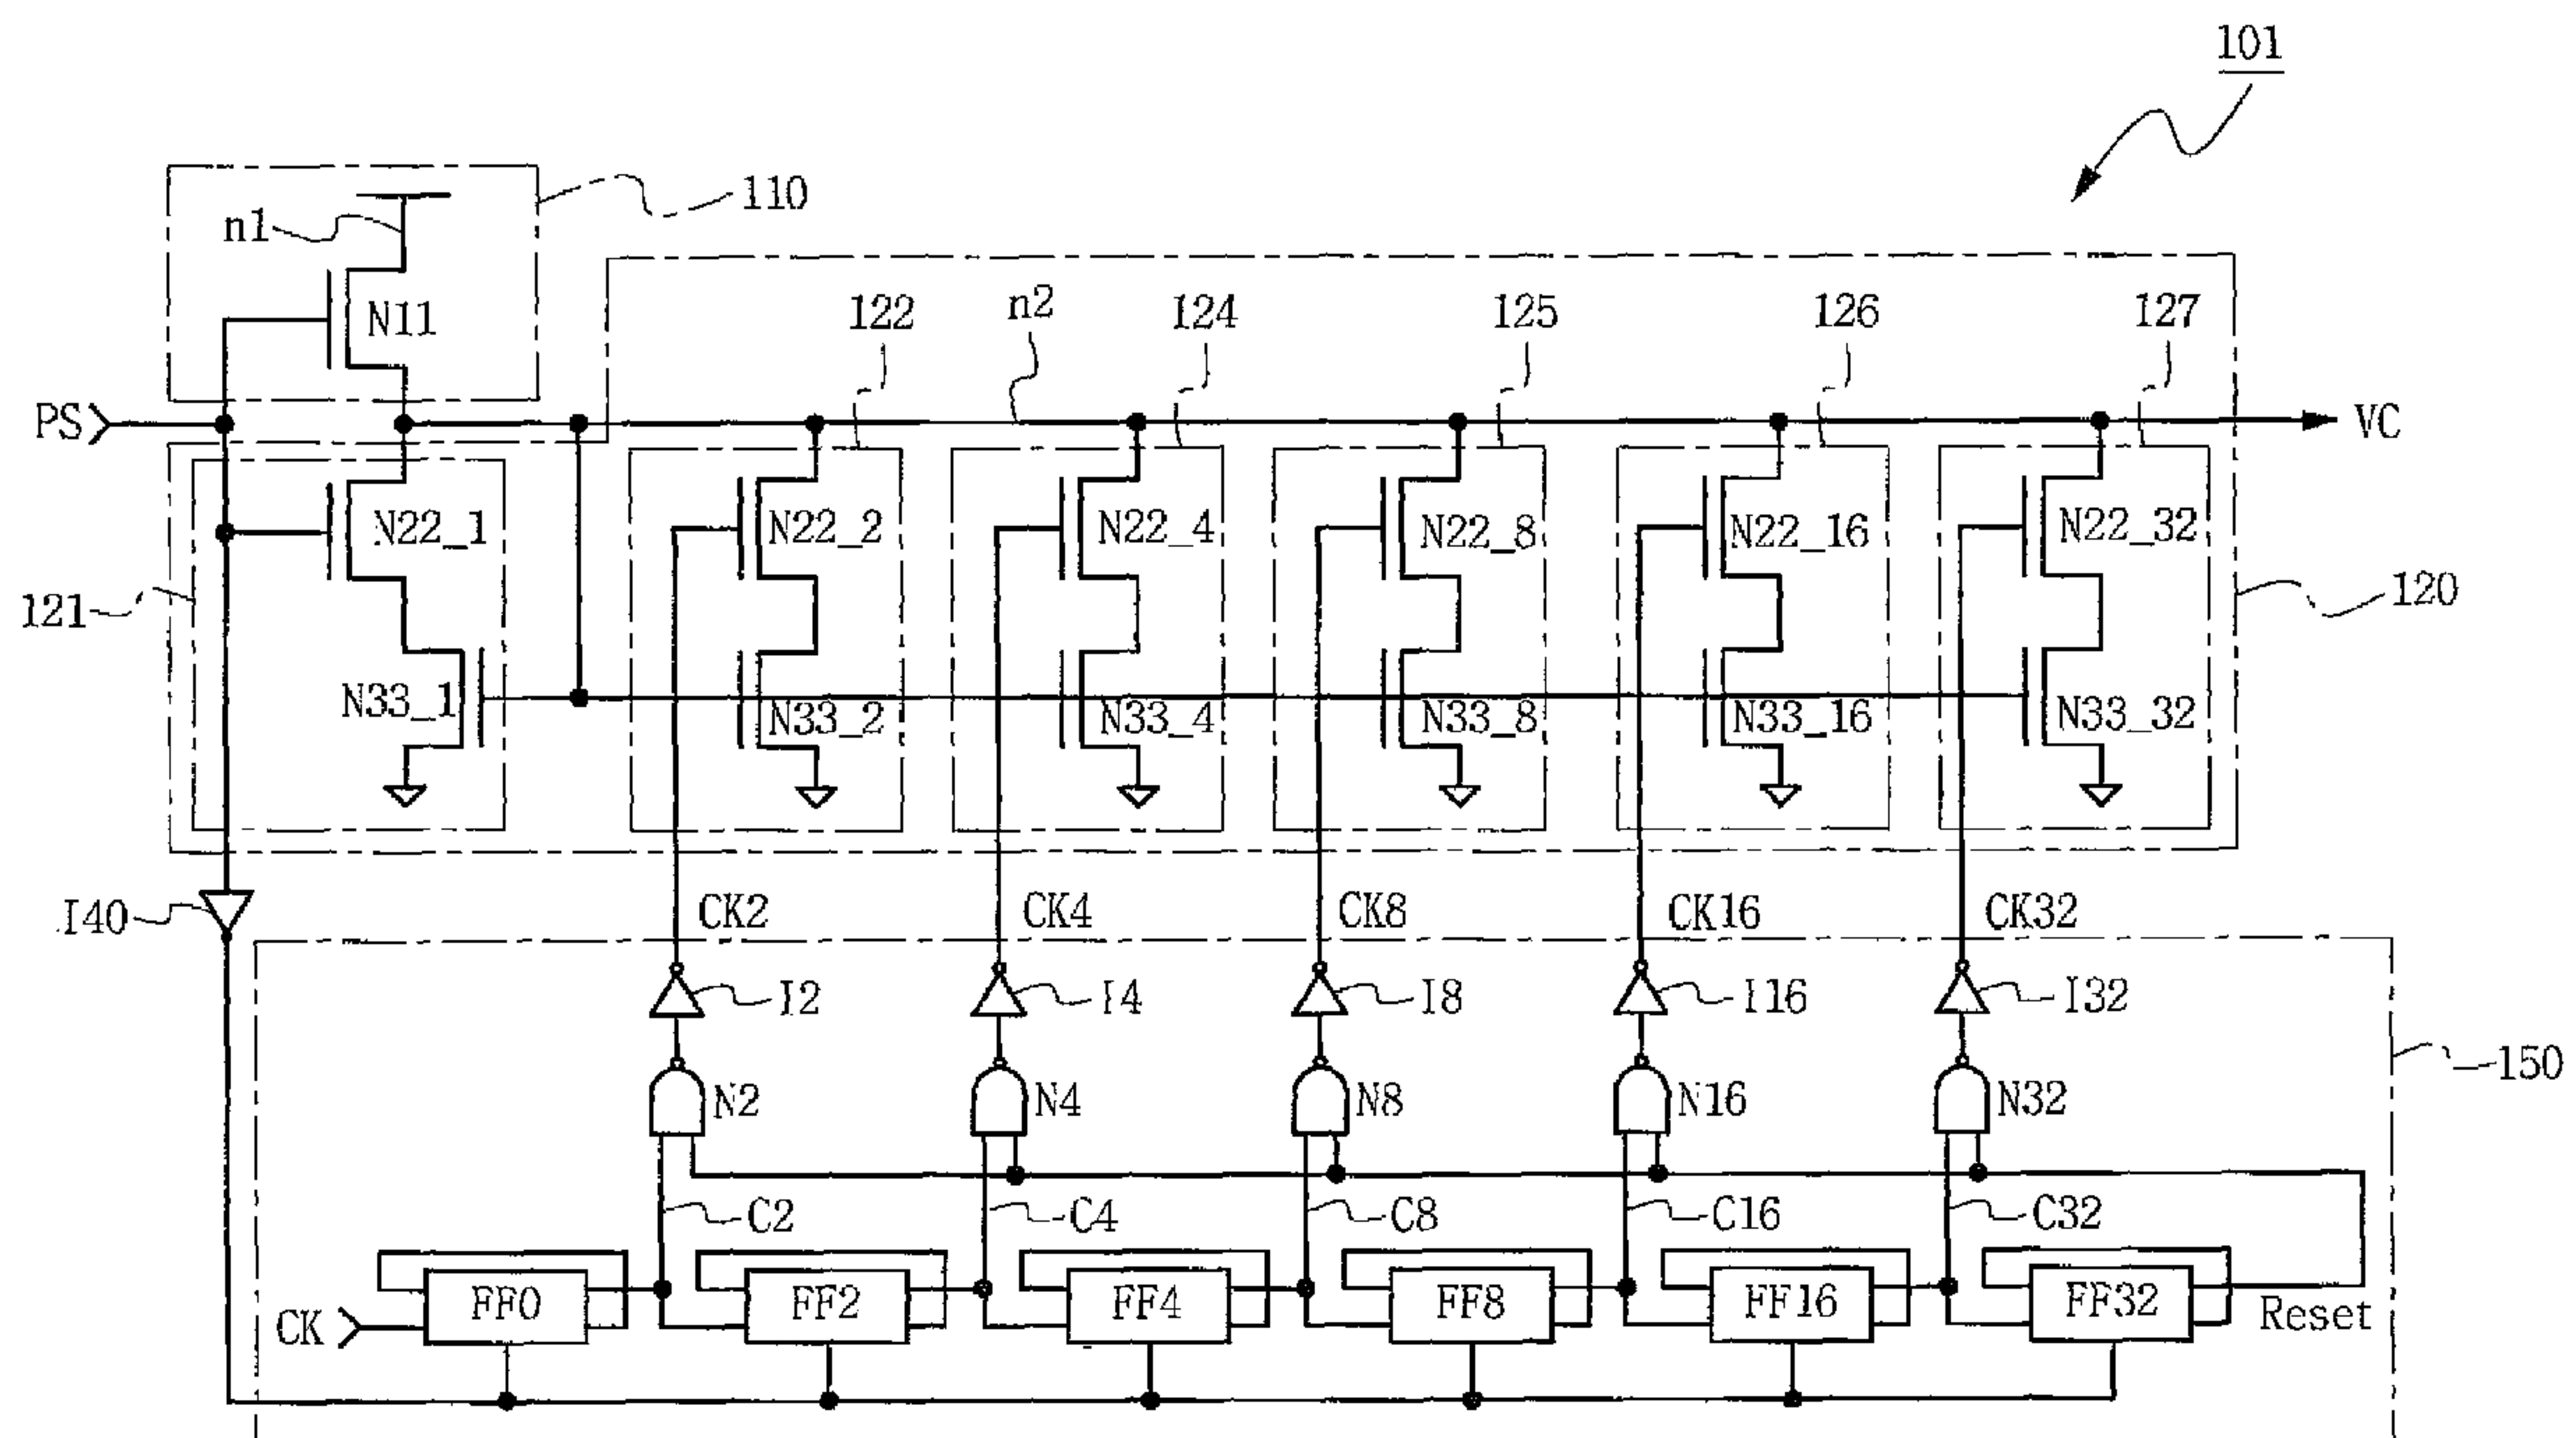 101
110
n1
N11
122
n2
124
125
126
127
PS
VC
N22_1
N22_2
N22_4
N22_8
N22_16
N22_32
121
120
N33_1
N33_2
N33_4
N33_8
N33_16
N33_32
I40
CK2
CK4
CK8
CK16
CK32
I2
I4
I8
I16
I32
150
N2
N4
N8
N16
N32
C2
C4
C8
C16
C32
CK
FF0
FF2
FF4
FF8
FF16
FF32
Reset